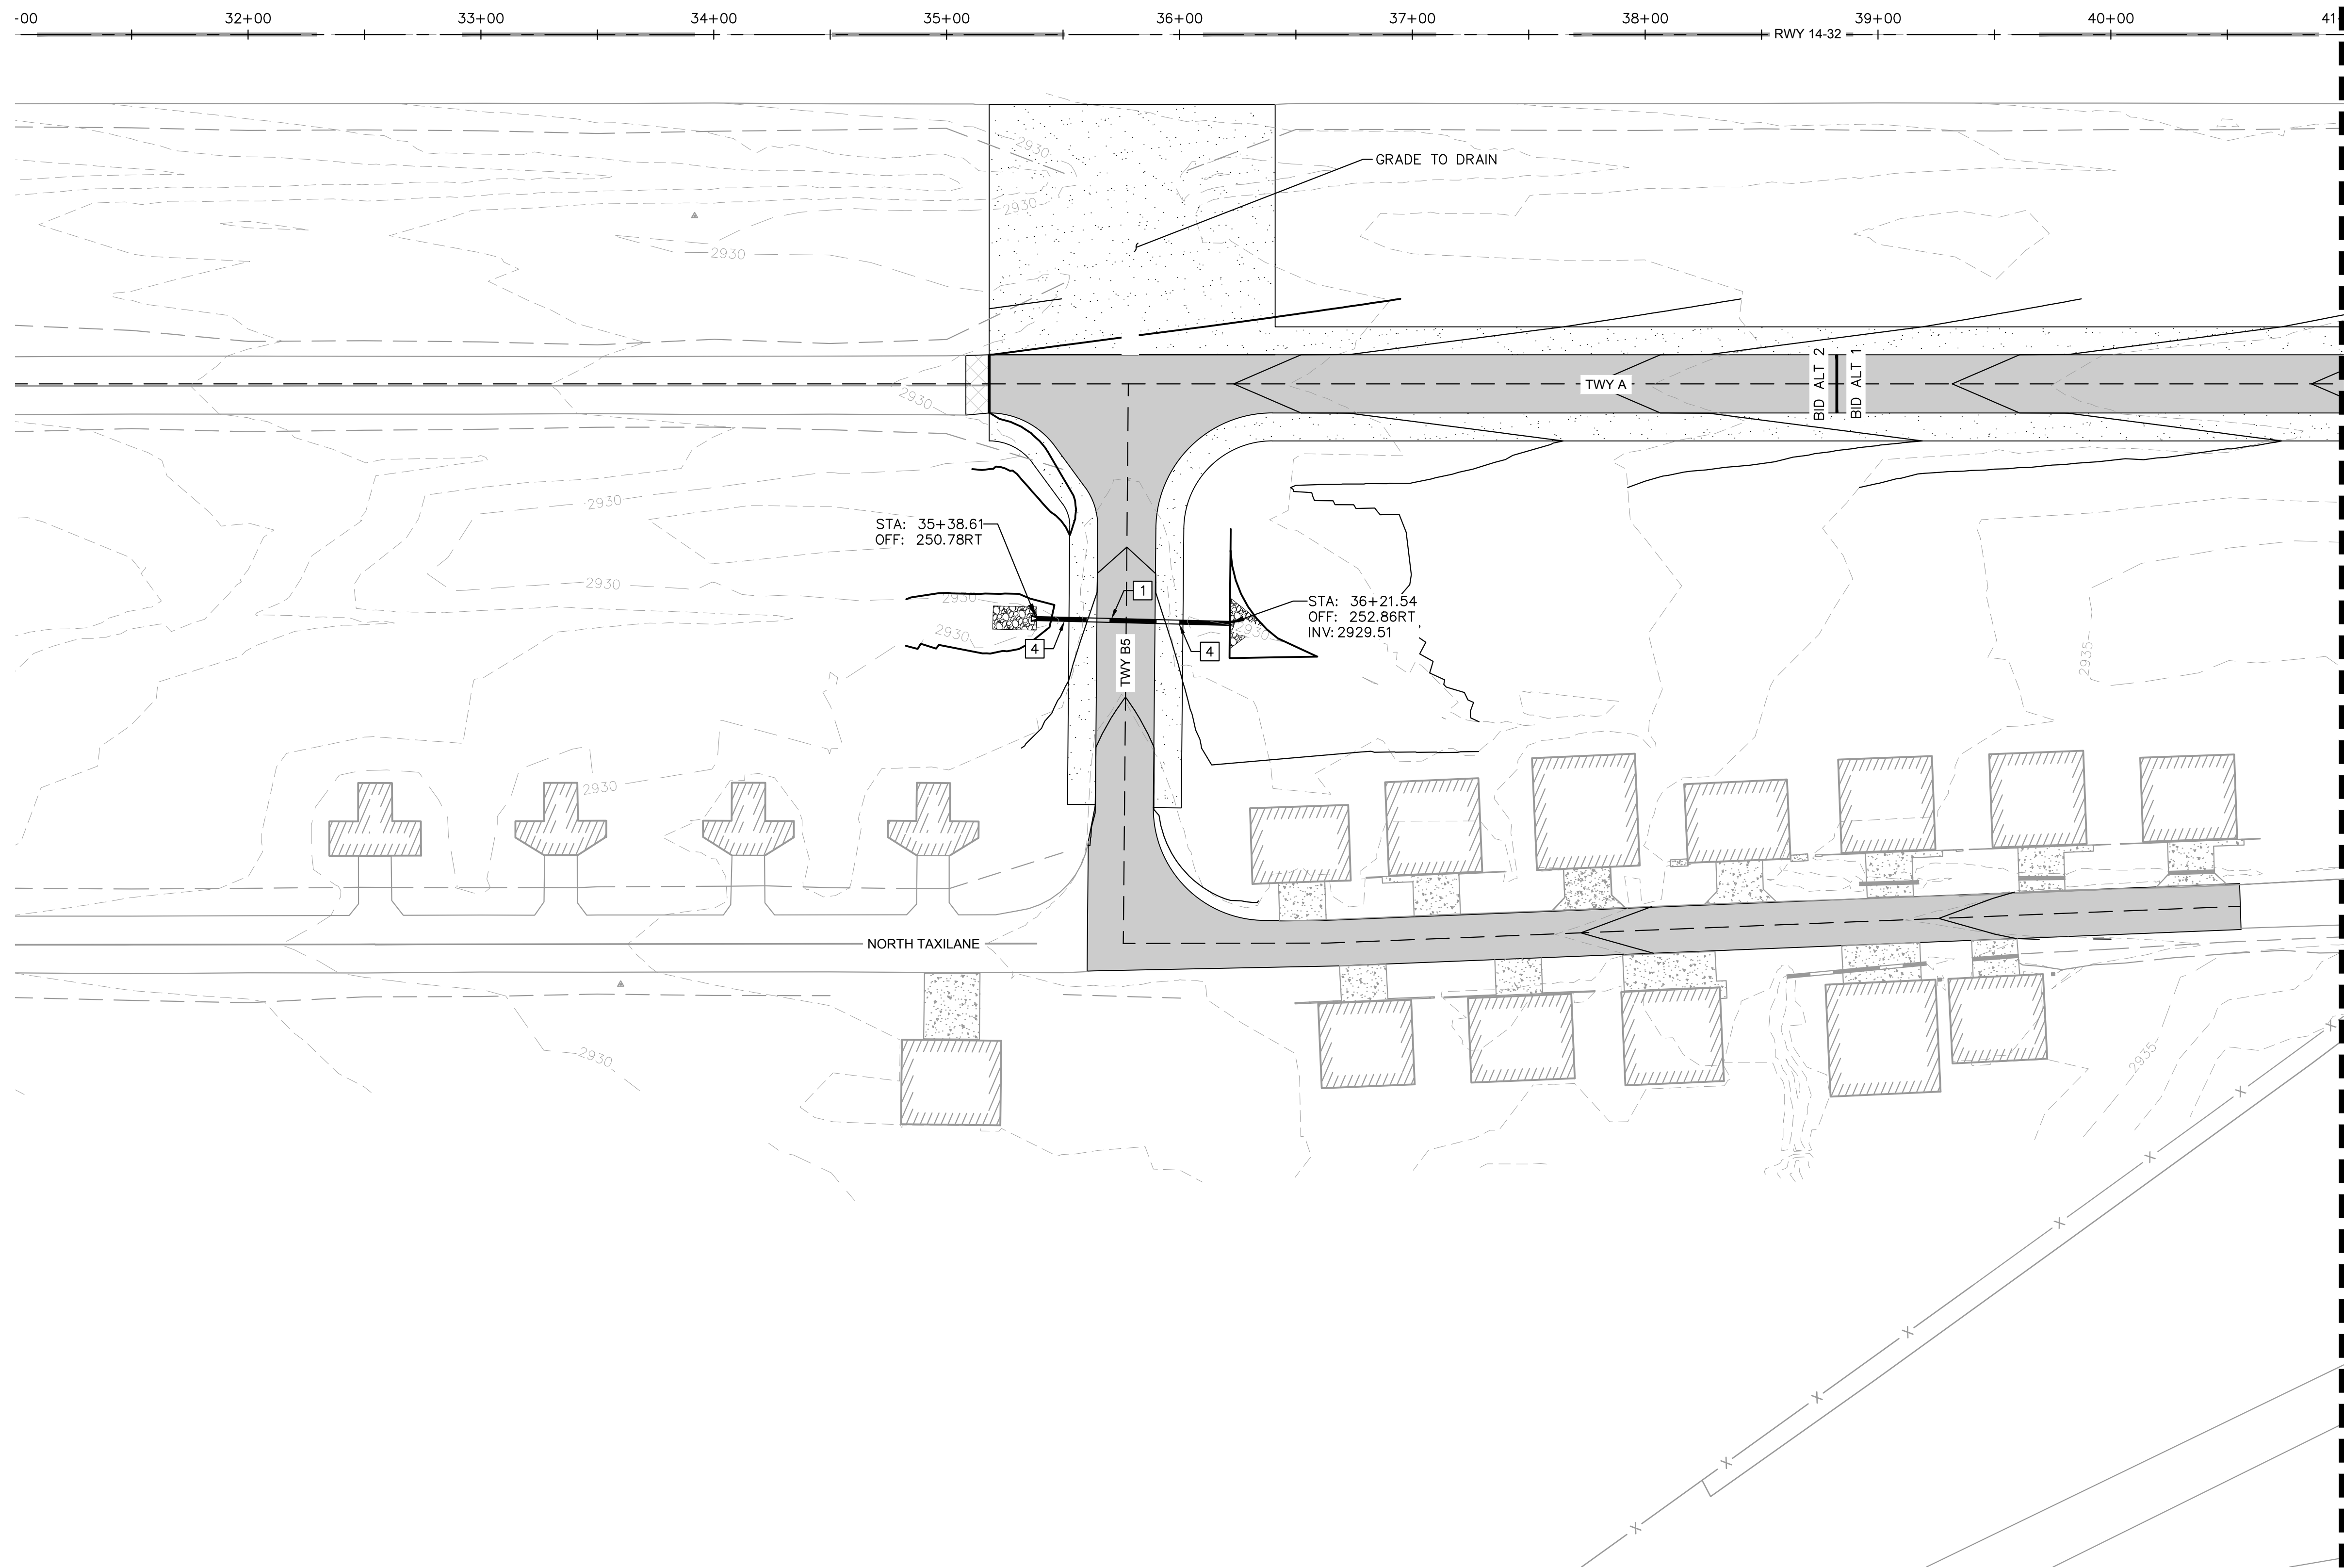 -00
32+00
33+00
34+00
35+00
36+00
37+00
38+00
39+00
40+00
41
RWY 14-32
2930
GRADE TO DRAIN
2930
2930
TWY A
BID ALT 2
BID ALT 1
2930
2930
STA: 35+38.61
OFF: 250.78RT
2930
2930
1
STA: 36+21.54
OFF: 252.86RT
INV: 2929.51
2930
2930
4
4
TWY B5
2935
2930
NORTH TAXILANE
2930
2935
X
X
X
X
X
X
X
X